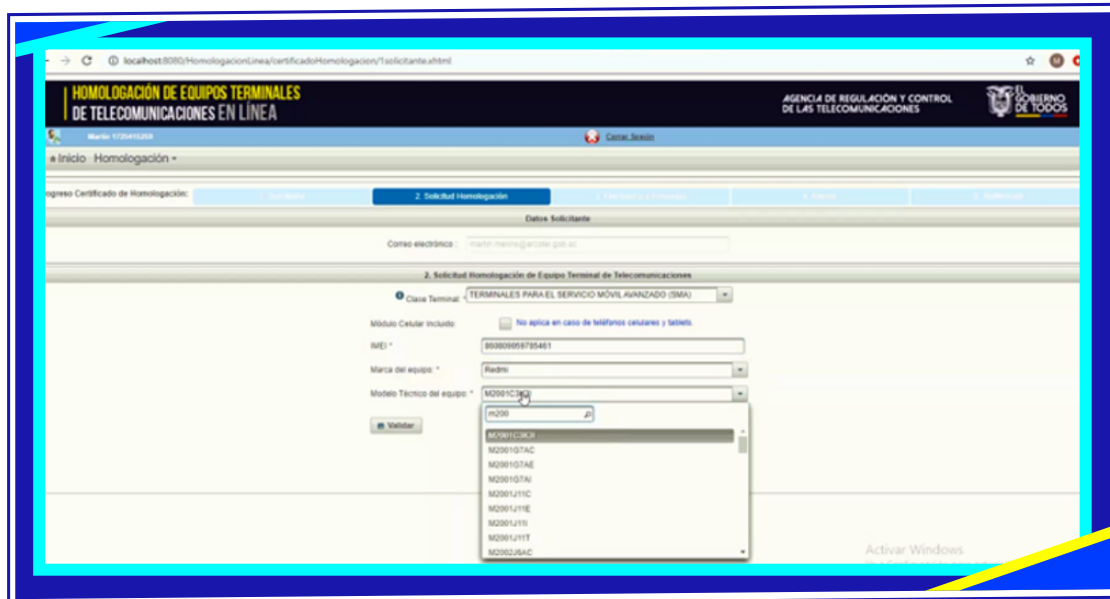 localhost:8080/HomologacionLinea/certificadoHomologacion/1solicitante.xhtml
HOMOLOGACIÓN DE EQUIPOS TERMINALES
DE TELECOMUNICACIONES EN LÍNEA
AGENCIA DE REGULACIÓN Y CONTROL
DE LAS TELECOMUNICACIONES
EL
GOBIERNO
DE TODOS
Cerrar Sesión
Inicio Homologación
ogreso Certificado de Homologación:
2. Solicitud Homologación
Datos Solicitante
Correo electrónico :
2. Solicitud Homologación de Equipo Terminal de Telecomunicaciones
Clase Terminal: * TERMINALES PARA EL SERVICIO MÓVIL AVANZADO (SMA)
Módulo Celular Incluido: No aplica en caso de teléfonos celulares y tablets.
IMEI * 860809059785461
Marca del equipo: * Redmi
Modelo Técnico del equipo: *
m200
Validar
M2001G7AC
M2001G7AE
M2001G7AI
M2001J11C
M2001J11E
M2001J11I
M2001J11T
M2002J6AC
Activar Windows